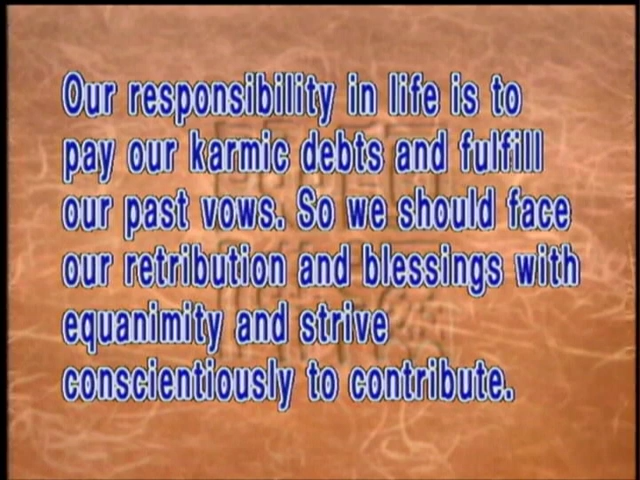 Our responsibility in life is to
pay our karmic debts and fulfill
our past vows. So we should face
our retribution and blessings with
equanimity and strive
conscientiously to contribute.